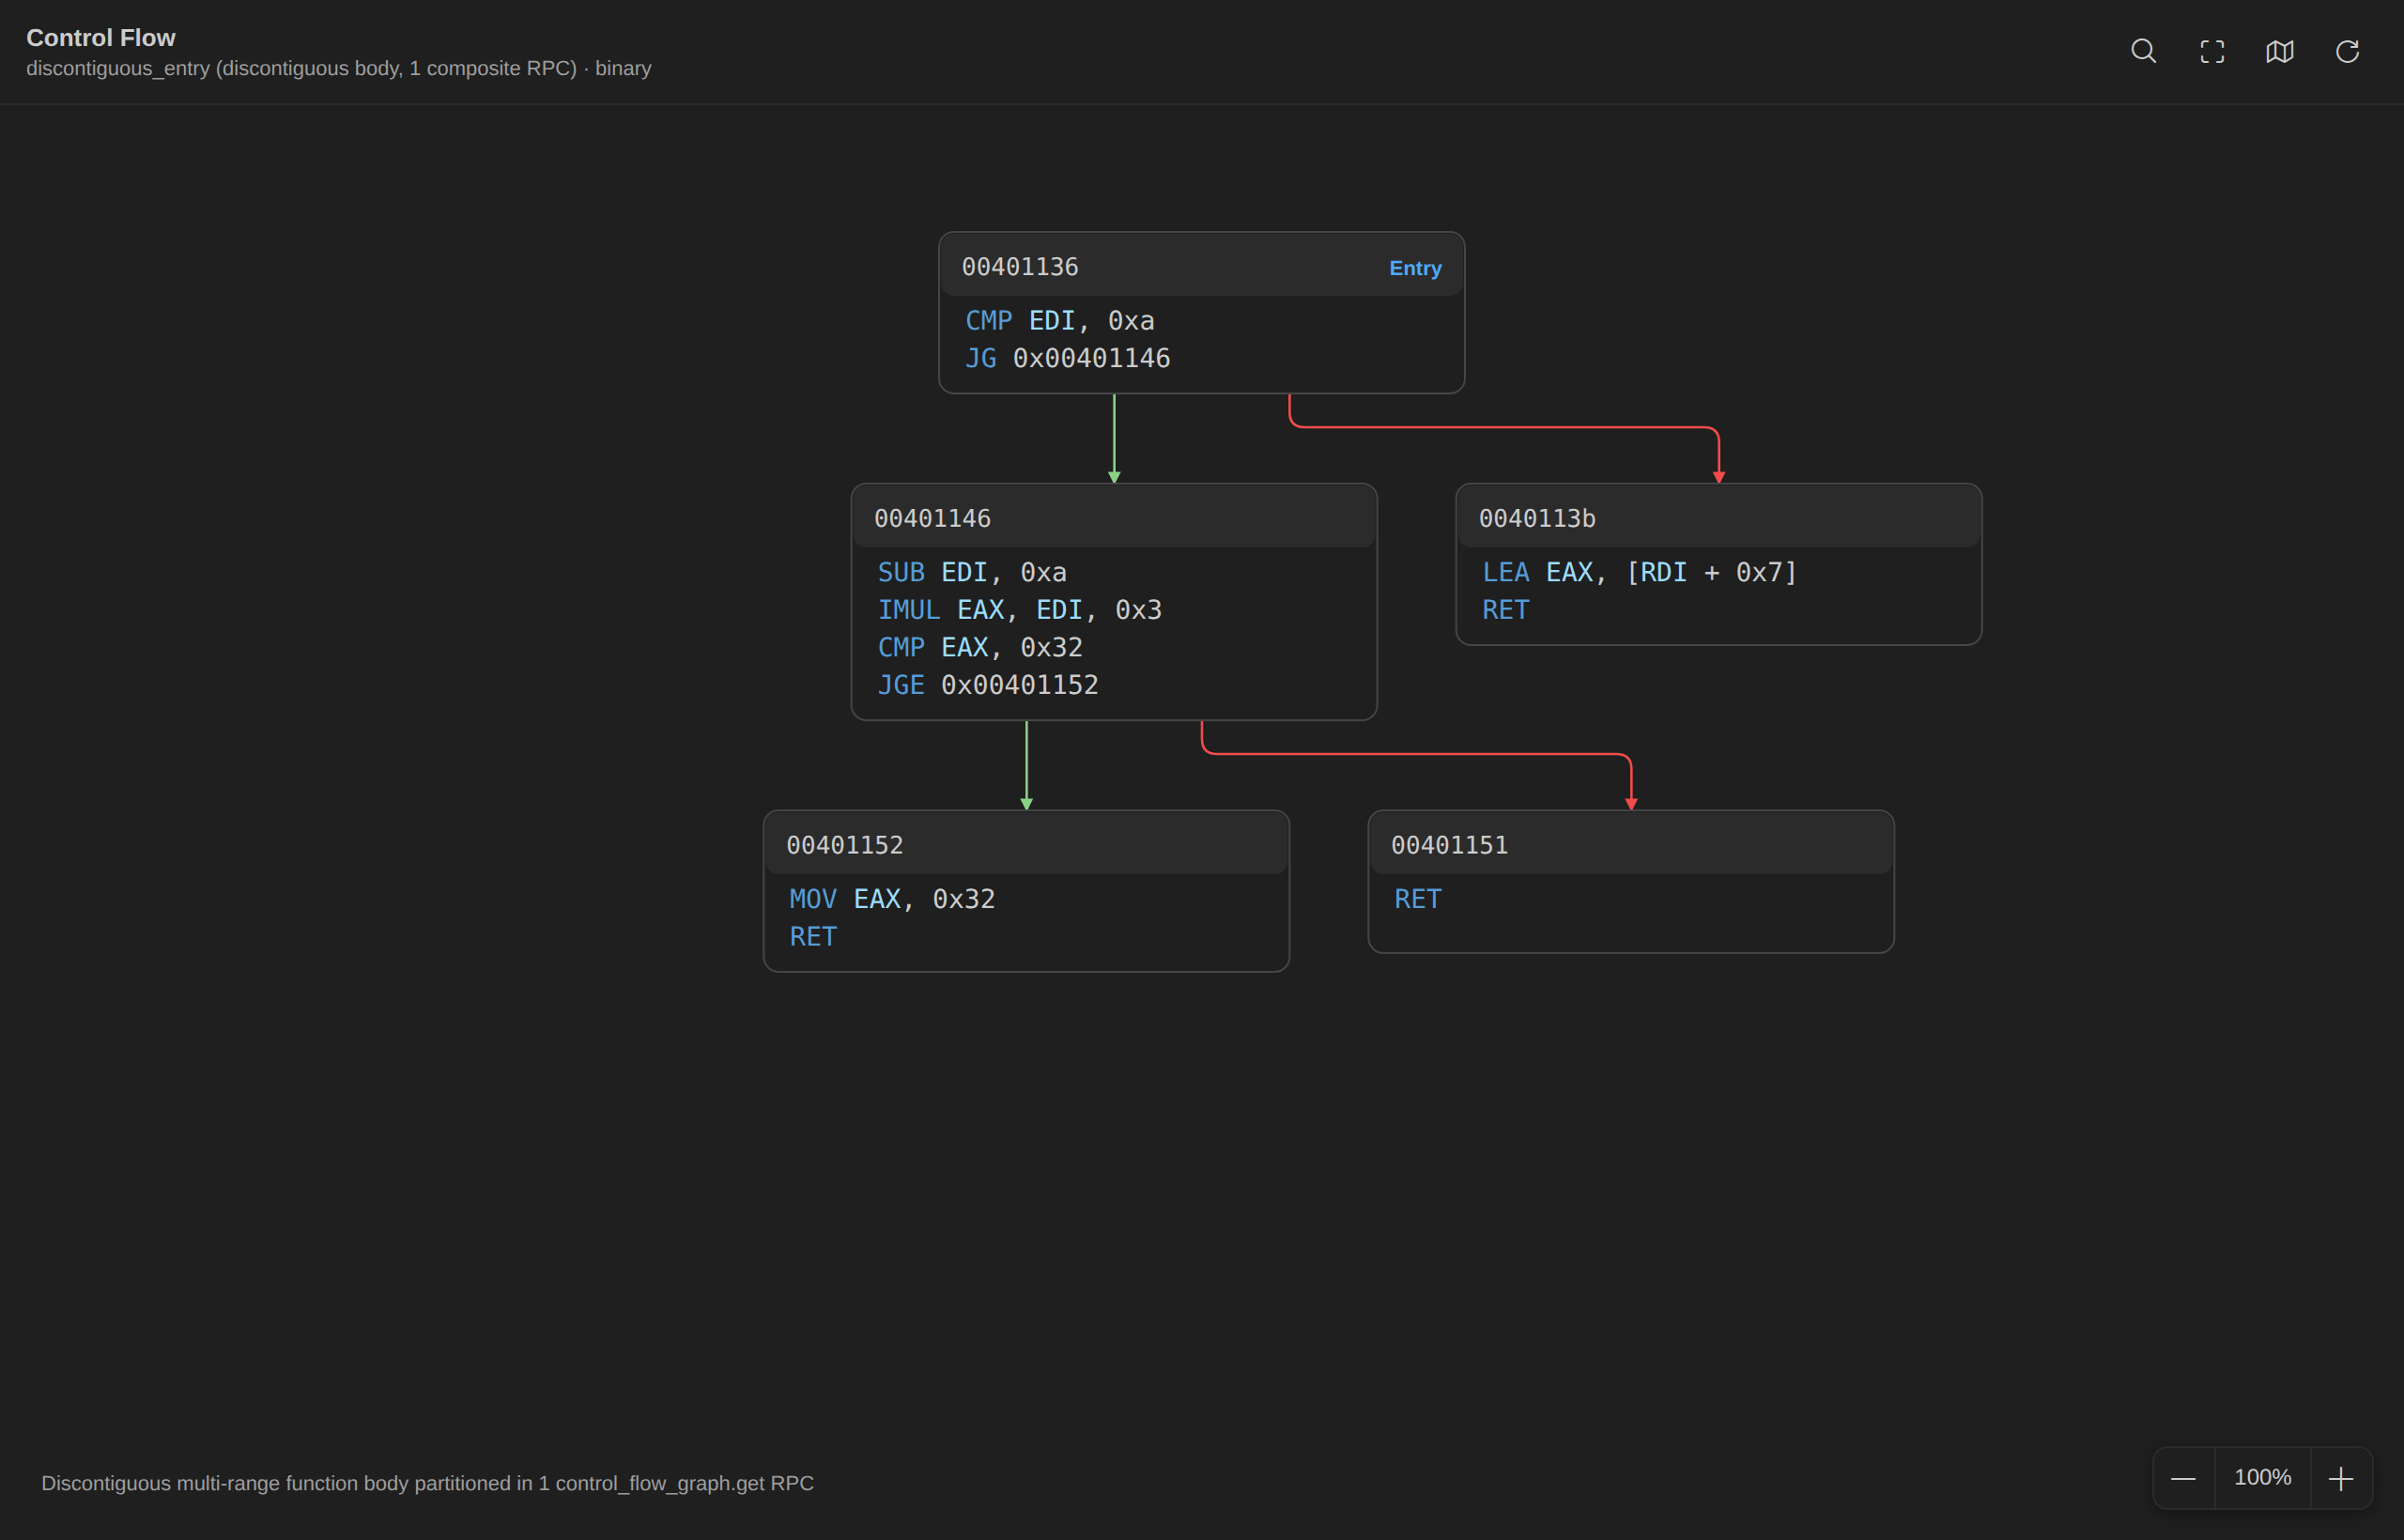 Control Flow
discontiguous_entry (discontiguous body, 1 composite RPC) · binary
00401136 Entry
CMP EDI, 0xa
JG 0x00401146
00401146
SUB EDI, 0xa
IMUL EAX, EDI, 0x3
CMP EAX, 0x32
JGE 0x00401152
0040113b
LEA EAX, [RDI + 0x7]
RET
00401152
MOV EAX, 0x32
RET
00401151
RET
Discontiguous multi-range function body partitioned in 1 control_flow_graph.get RPC
100%